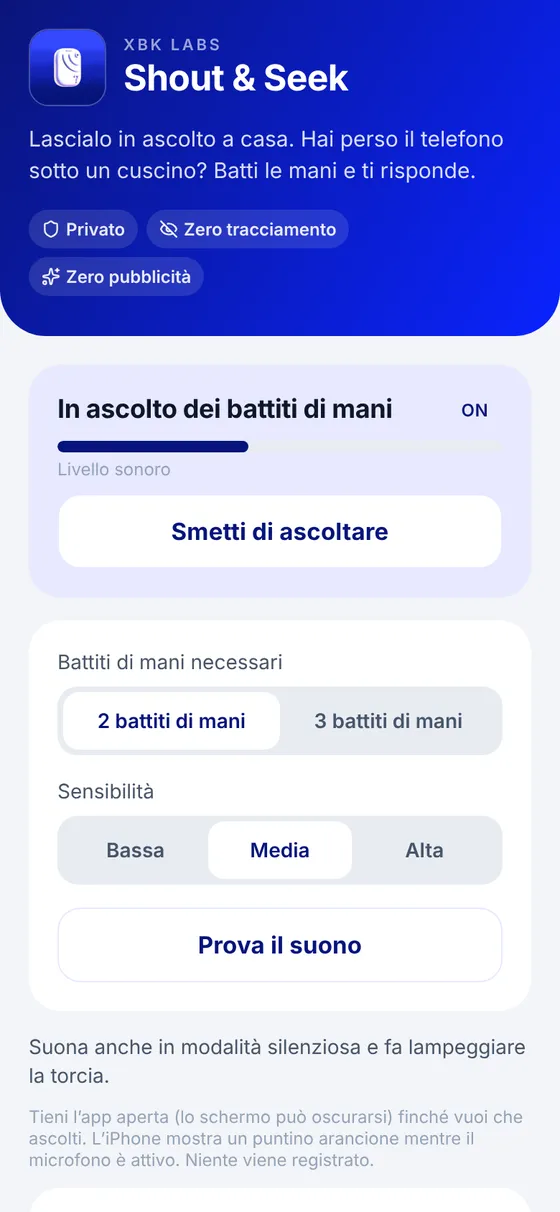 XBK LABS
Shout & Seek
Lascialo in ascolto a casa. Hai perso il telefono
sotto un cuscino? Batti le mani e ti risponde.
Privato
Zero tracciamento
Zero pubblicità
In ascolto dei battiti di mani
ON
Livello sonoro
Smetti di ascoltare
Battiti di mani necessari
2 battiti di mani
3 battiti di mani
Sensibilità
Bassa
Media
Alta
Prova il suono
Suona anche in modalità silenziosa e fa lampeggiare
la torcia.
Tieni l’app aperta (lo schermo può oscurarsi) finché vuoi che
ascolti. L’iPhone mostra un puntino arancione mentre il
microfono è attivo. Niente viene registrato.